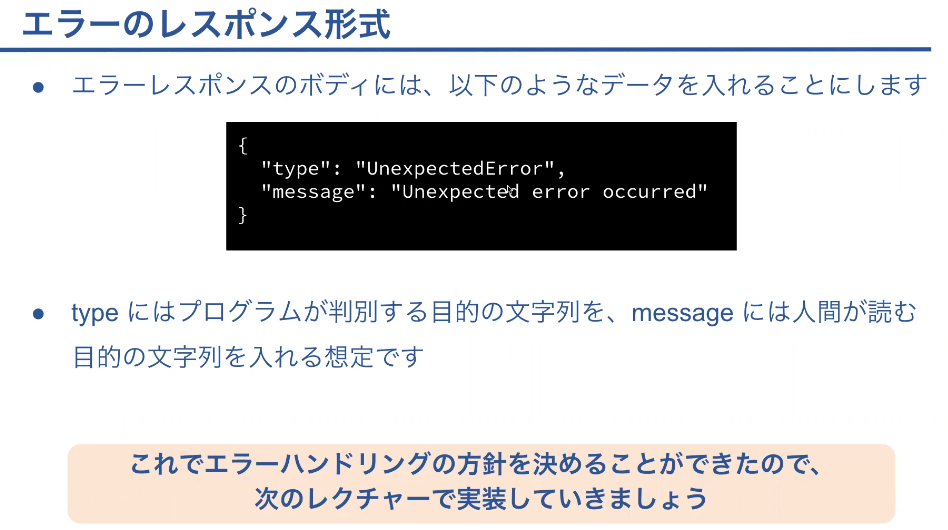 エラーのレスポンス形式
● エラーレスポンスのボディには、以下のようなデータを入れることにします
{
  "type": "UnexpectedError",
  "message": "Unexpected error occurred"
}
● type にはプログラムが判別する目的の文字列を、message には人間が読む
目的の文字列を入れる想定です
これでエラーハンドリングの方針を決めることができたので、
次のレクチャーで実装していきましょう